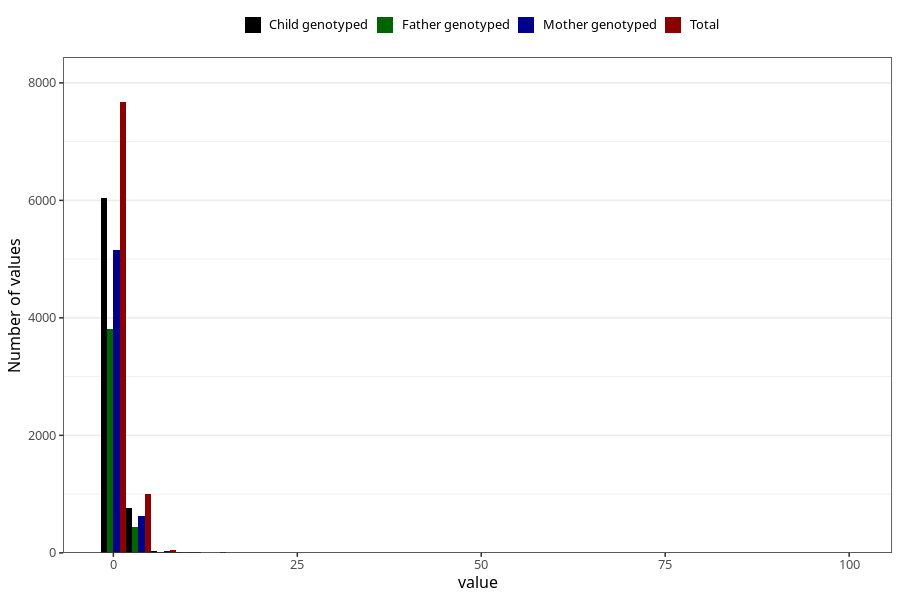 Child genotyped Father genotyped Mother genotyped Total
Number of values
8000
6000
4000
2000
0
0 25 50 75 100
value